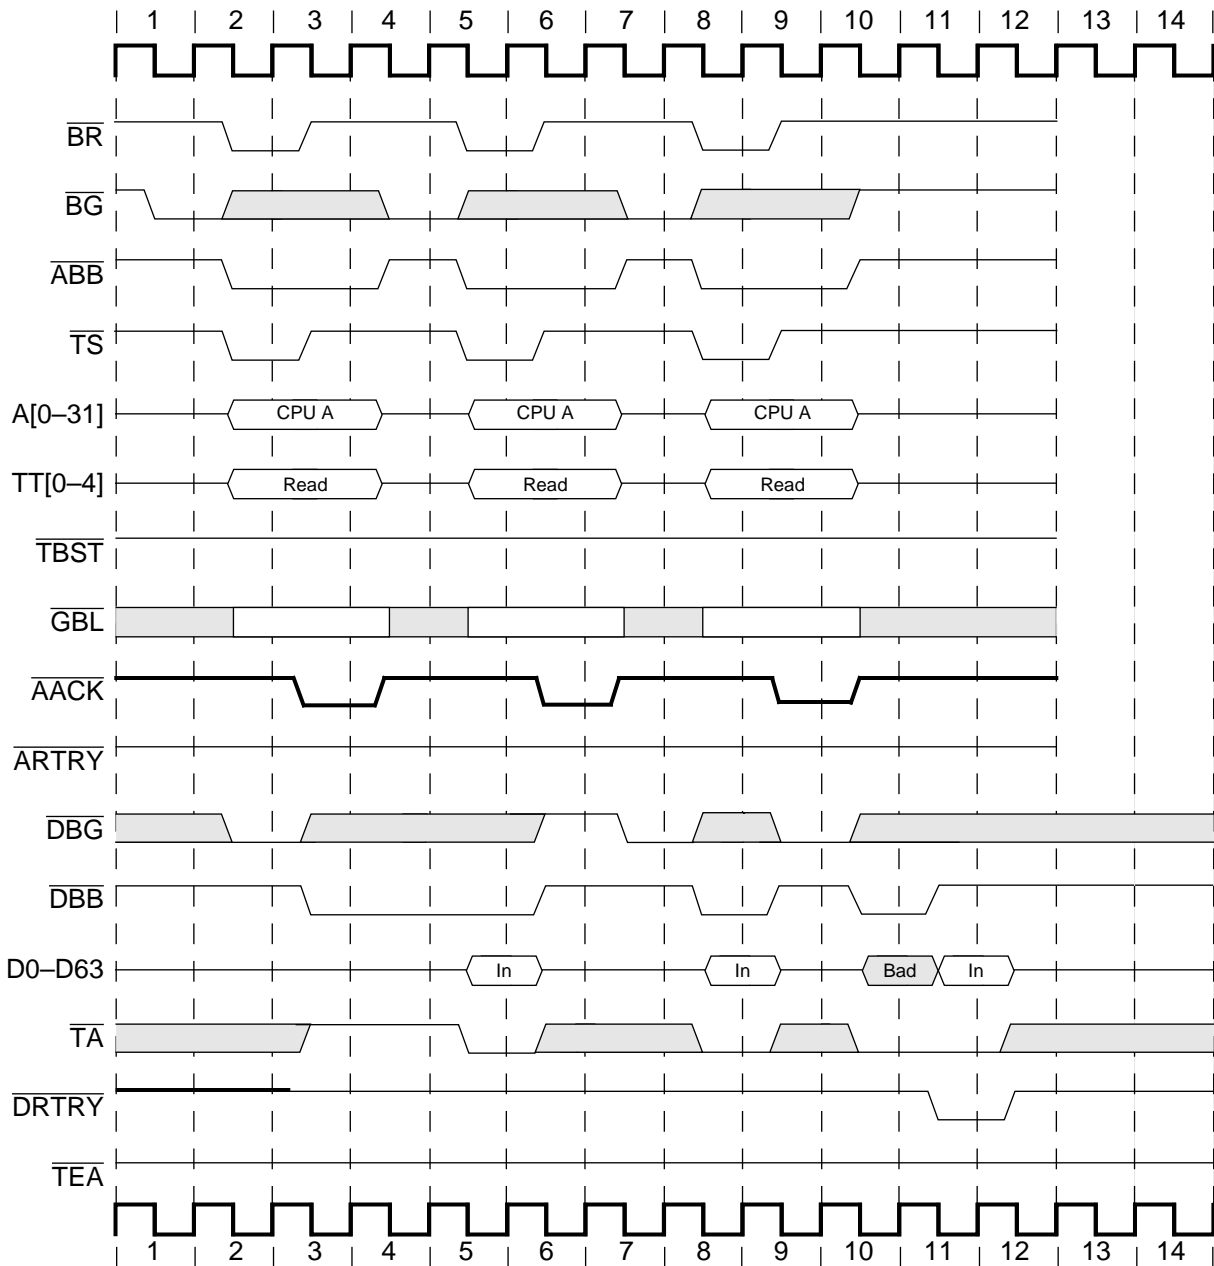 1 2 3 4 5 6 7 8 9 10 11 12 13 14
BR
BG
ABB
TS
A[0–31] CPU A CPU A CPU A
TT[0–4] Read Read Read
TBST
GBL
AACK
ARTRY
DBG
DBB
D0–D63 In In Bad In
TA
DRTRY
TEA
1 2 3 4 5 6 7 8 9 10 11 12 13 14